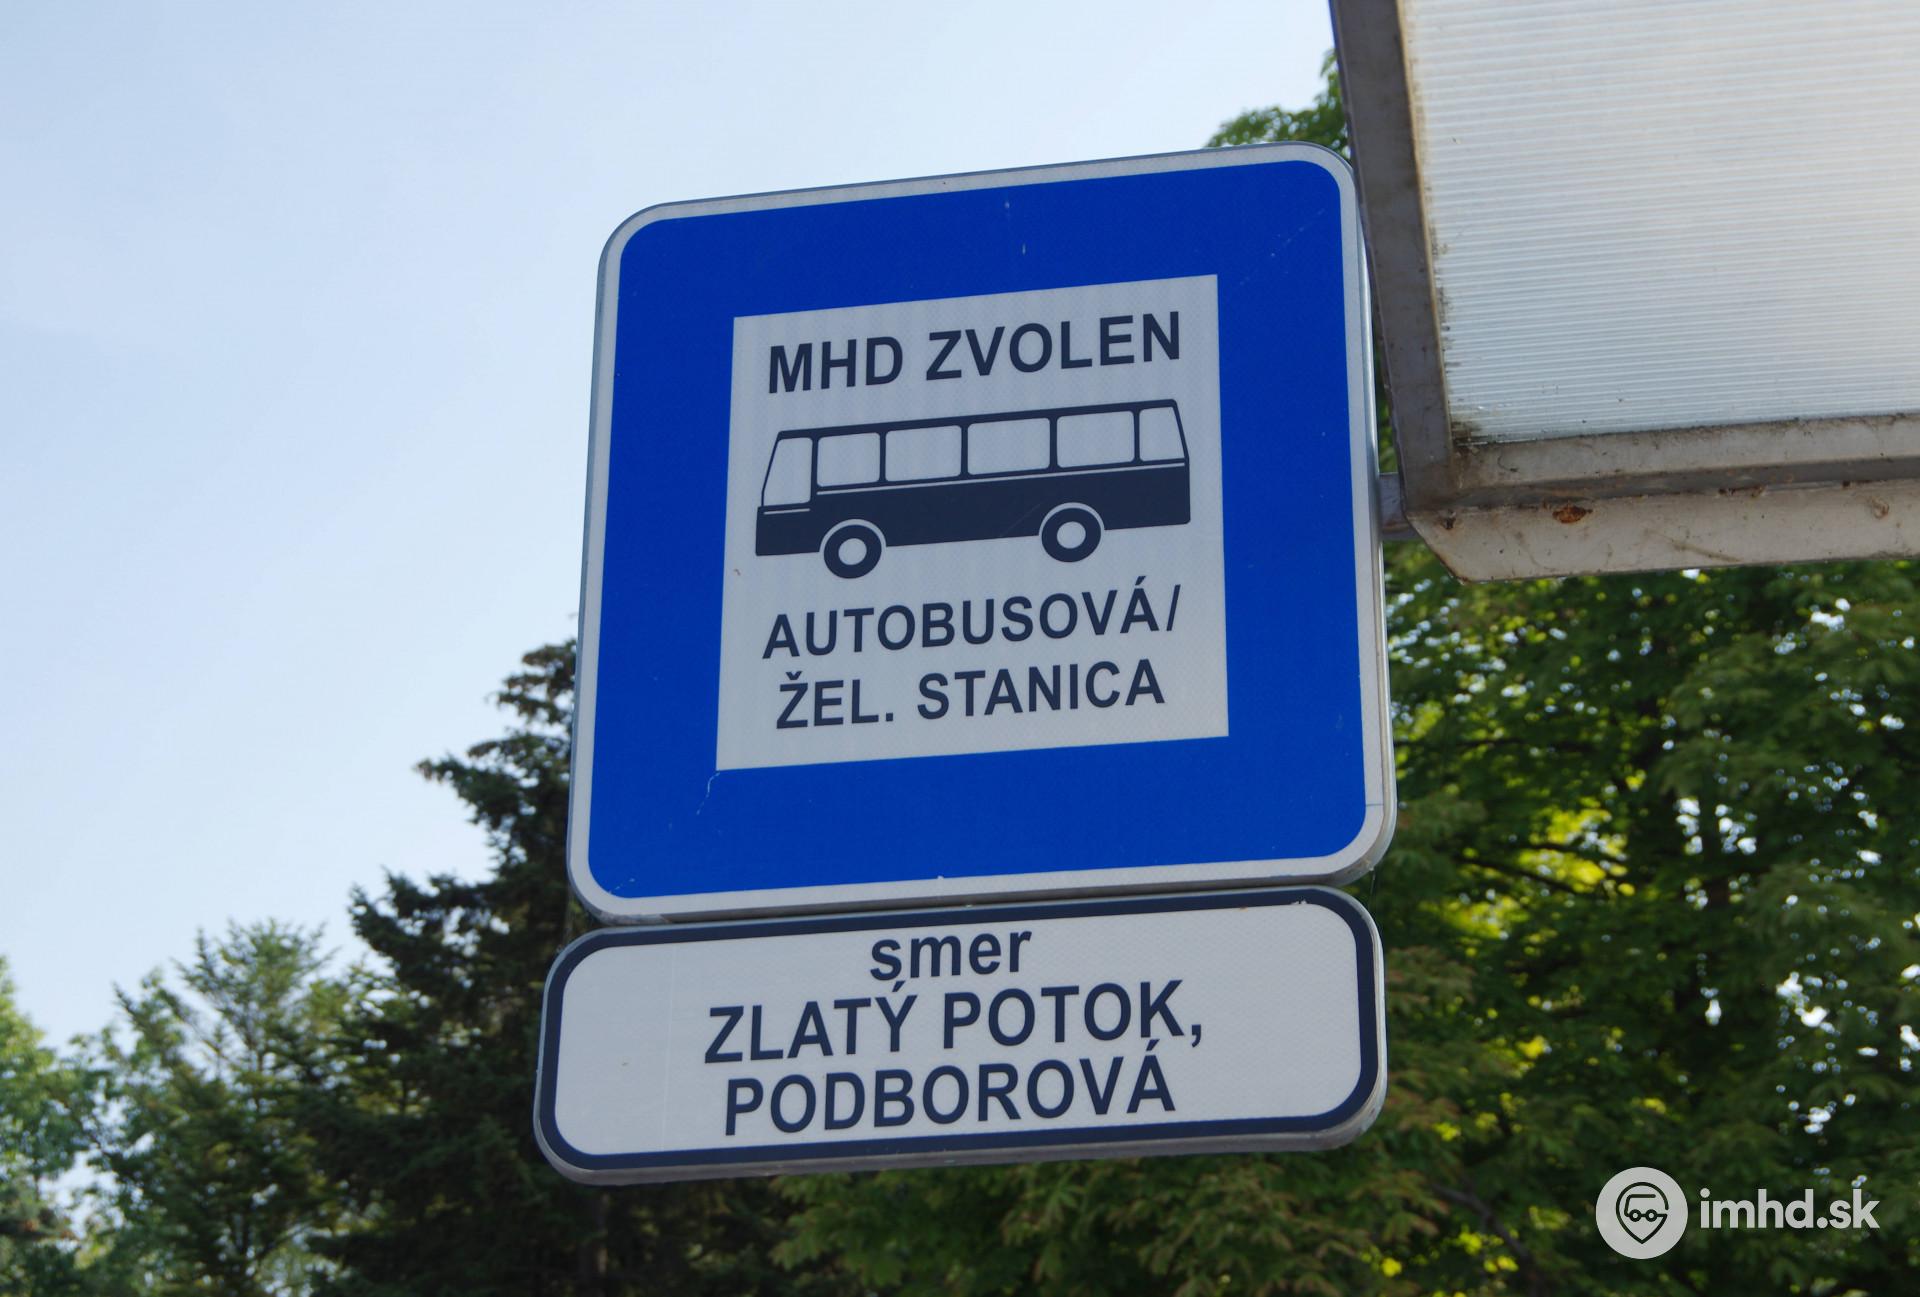 MHD ZVOLEN
AUTOBUSOVÁ/
ŽEL. STANICA
smer
ZLATÝ POTOK,
PODBOROVÁ
imhd.sk